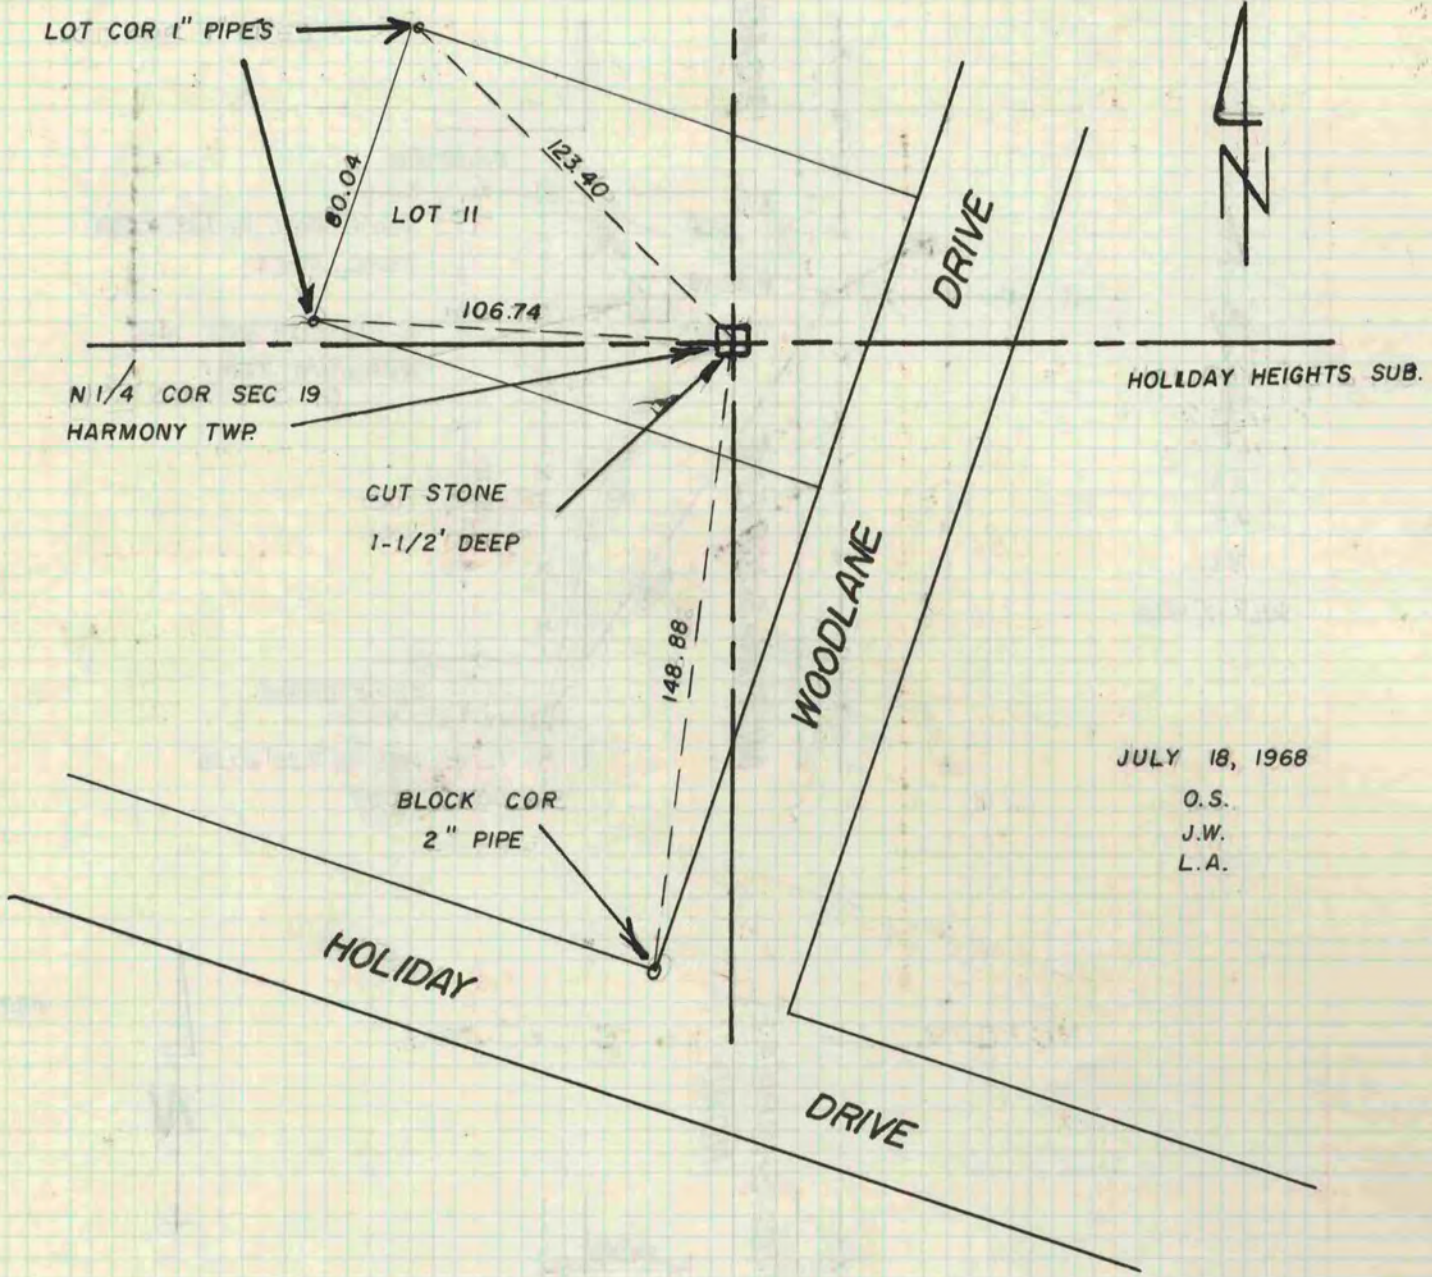 LOT COR 1" PIPES
123.40
80.04
LOT 11
106.74
DRIVE
N
N 1/4 COR SEC 19
HARMONY TWP.
HOLIDAY HEIGHTS SUB.
CUT STONE
1-1/2' DEEP
WOODLANE
148.88
JULY 18, 1968
O.S.
J.W.
L.A.
BLOCK COR
2" PIPE
HOLIDAY
DRIVE